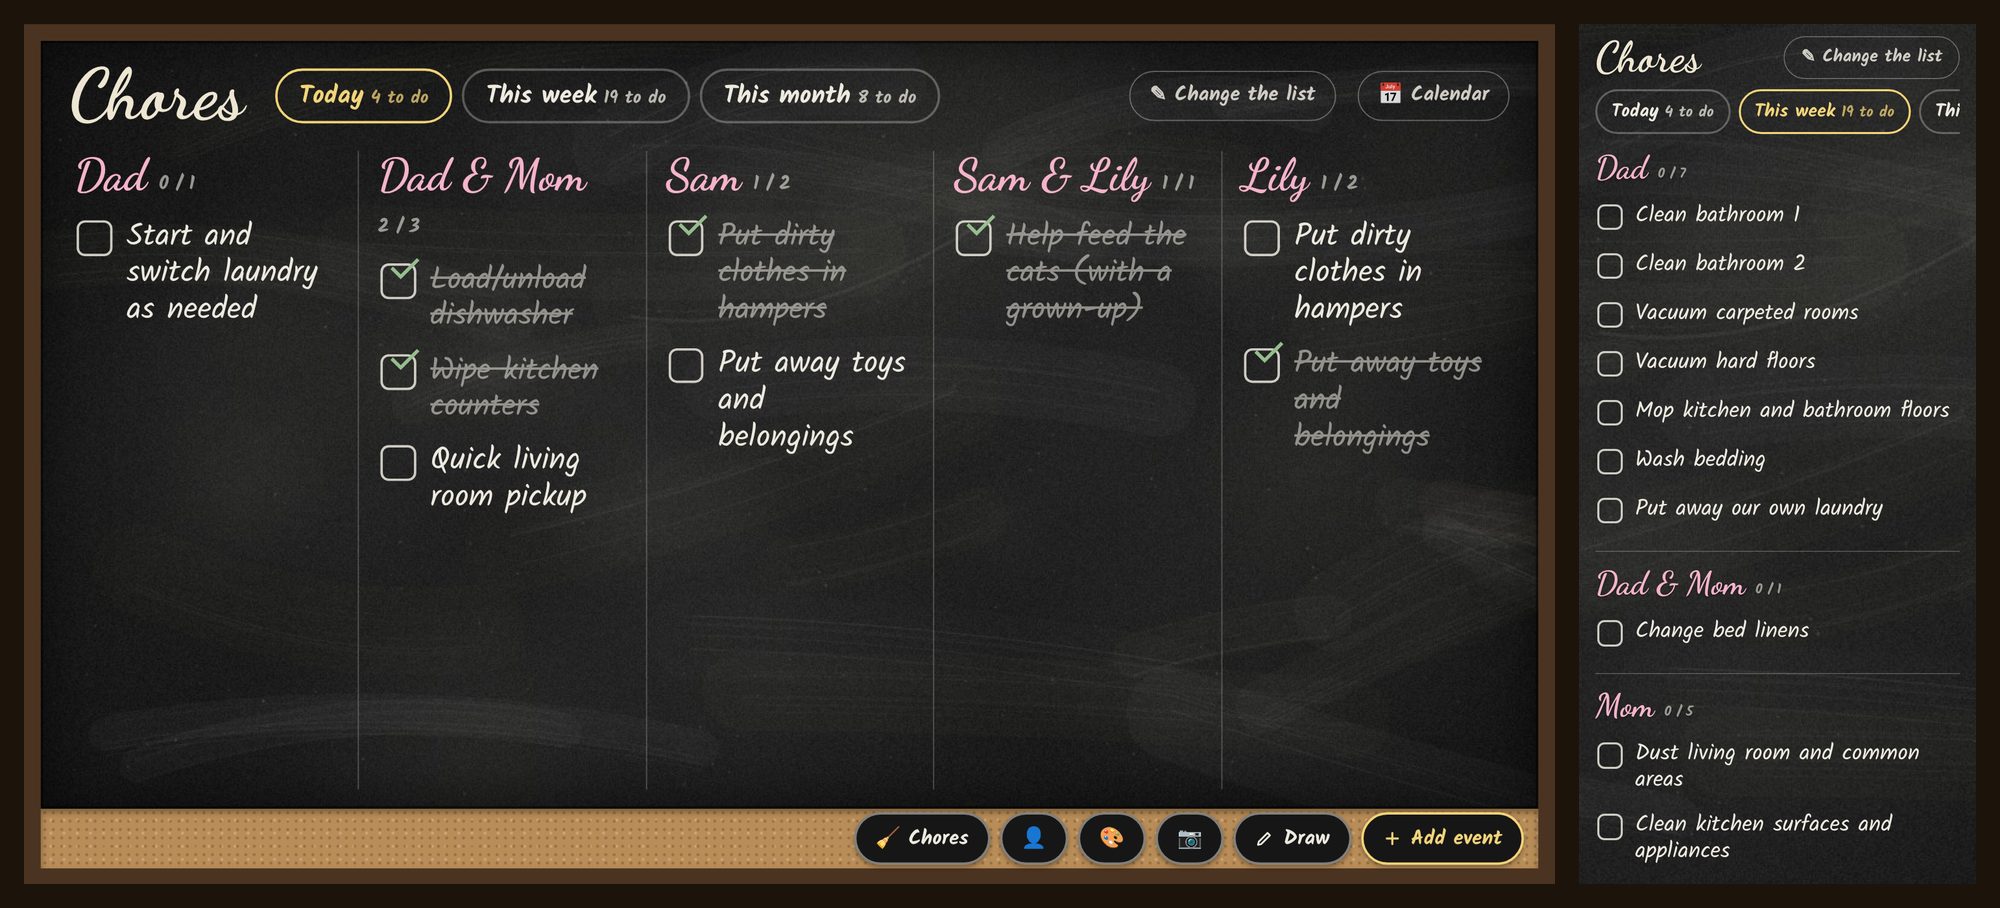 Chores
Today 4 to do
This week 19 to do
This month 8 to do
✎ Change the list
📅 Calendar
Dad 0/1
Start and
switch laundry
as needed
Dad & Mom
2/3
Load/unload
dishwasher
Wipe kitchen
counters
Quick living
room pickup
Sam 1/2
Put dirty
clothes in
hampers
Put away toys
and
belongings
Sam & Lily 1/1
Help feed the
cats (with a
grown-up)
Lily 1/2
Put dirty
clothes in
hampers
Put away toys
and
belongings
🧹 Chores
Draw
+ Add event
Chores
✎ Change the list
Today 4 to do
This week 19 to do
Thi
Dad 0/7
Clean bathroom 1
Clean bathroom 2
Vacuum carpeted rooms
Vacuum hard floors
Mop kitchen and bathroom floors
Wash bedding
Put away our own laundry
Dad & Mom 0/1
Change bed linens
Mom 0/5
Dust living room and common
areas
Clean kitchen surfaces and
appliances